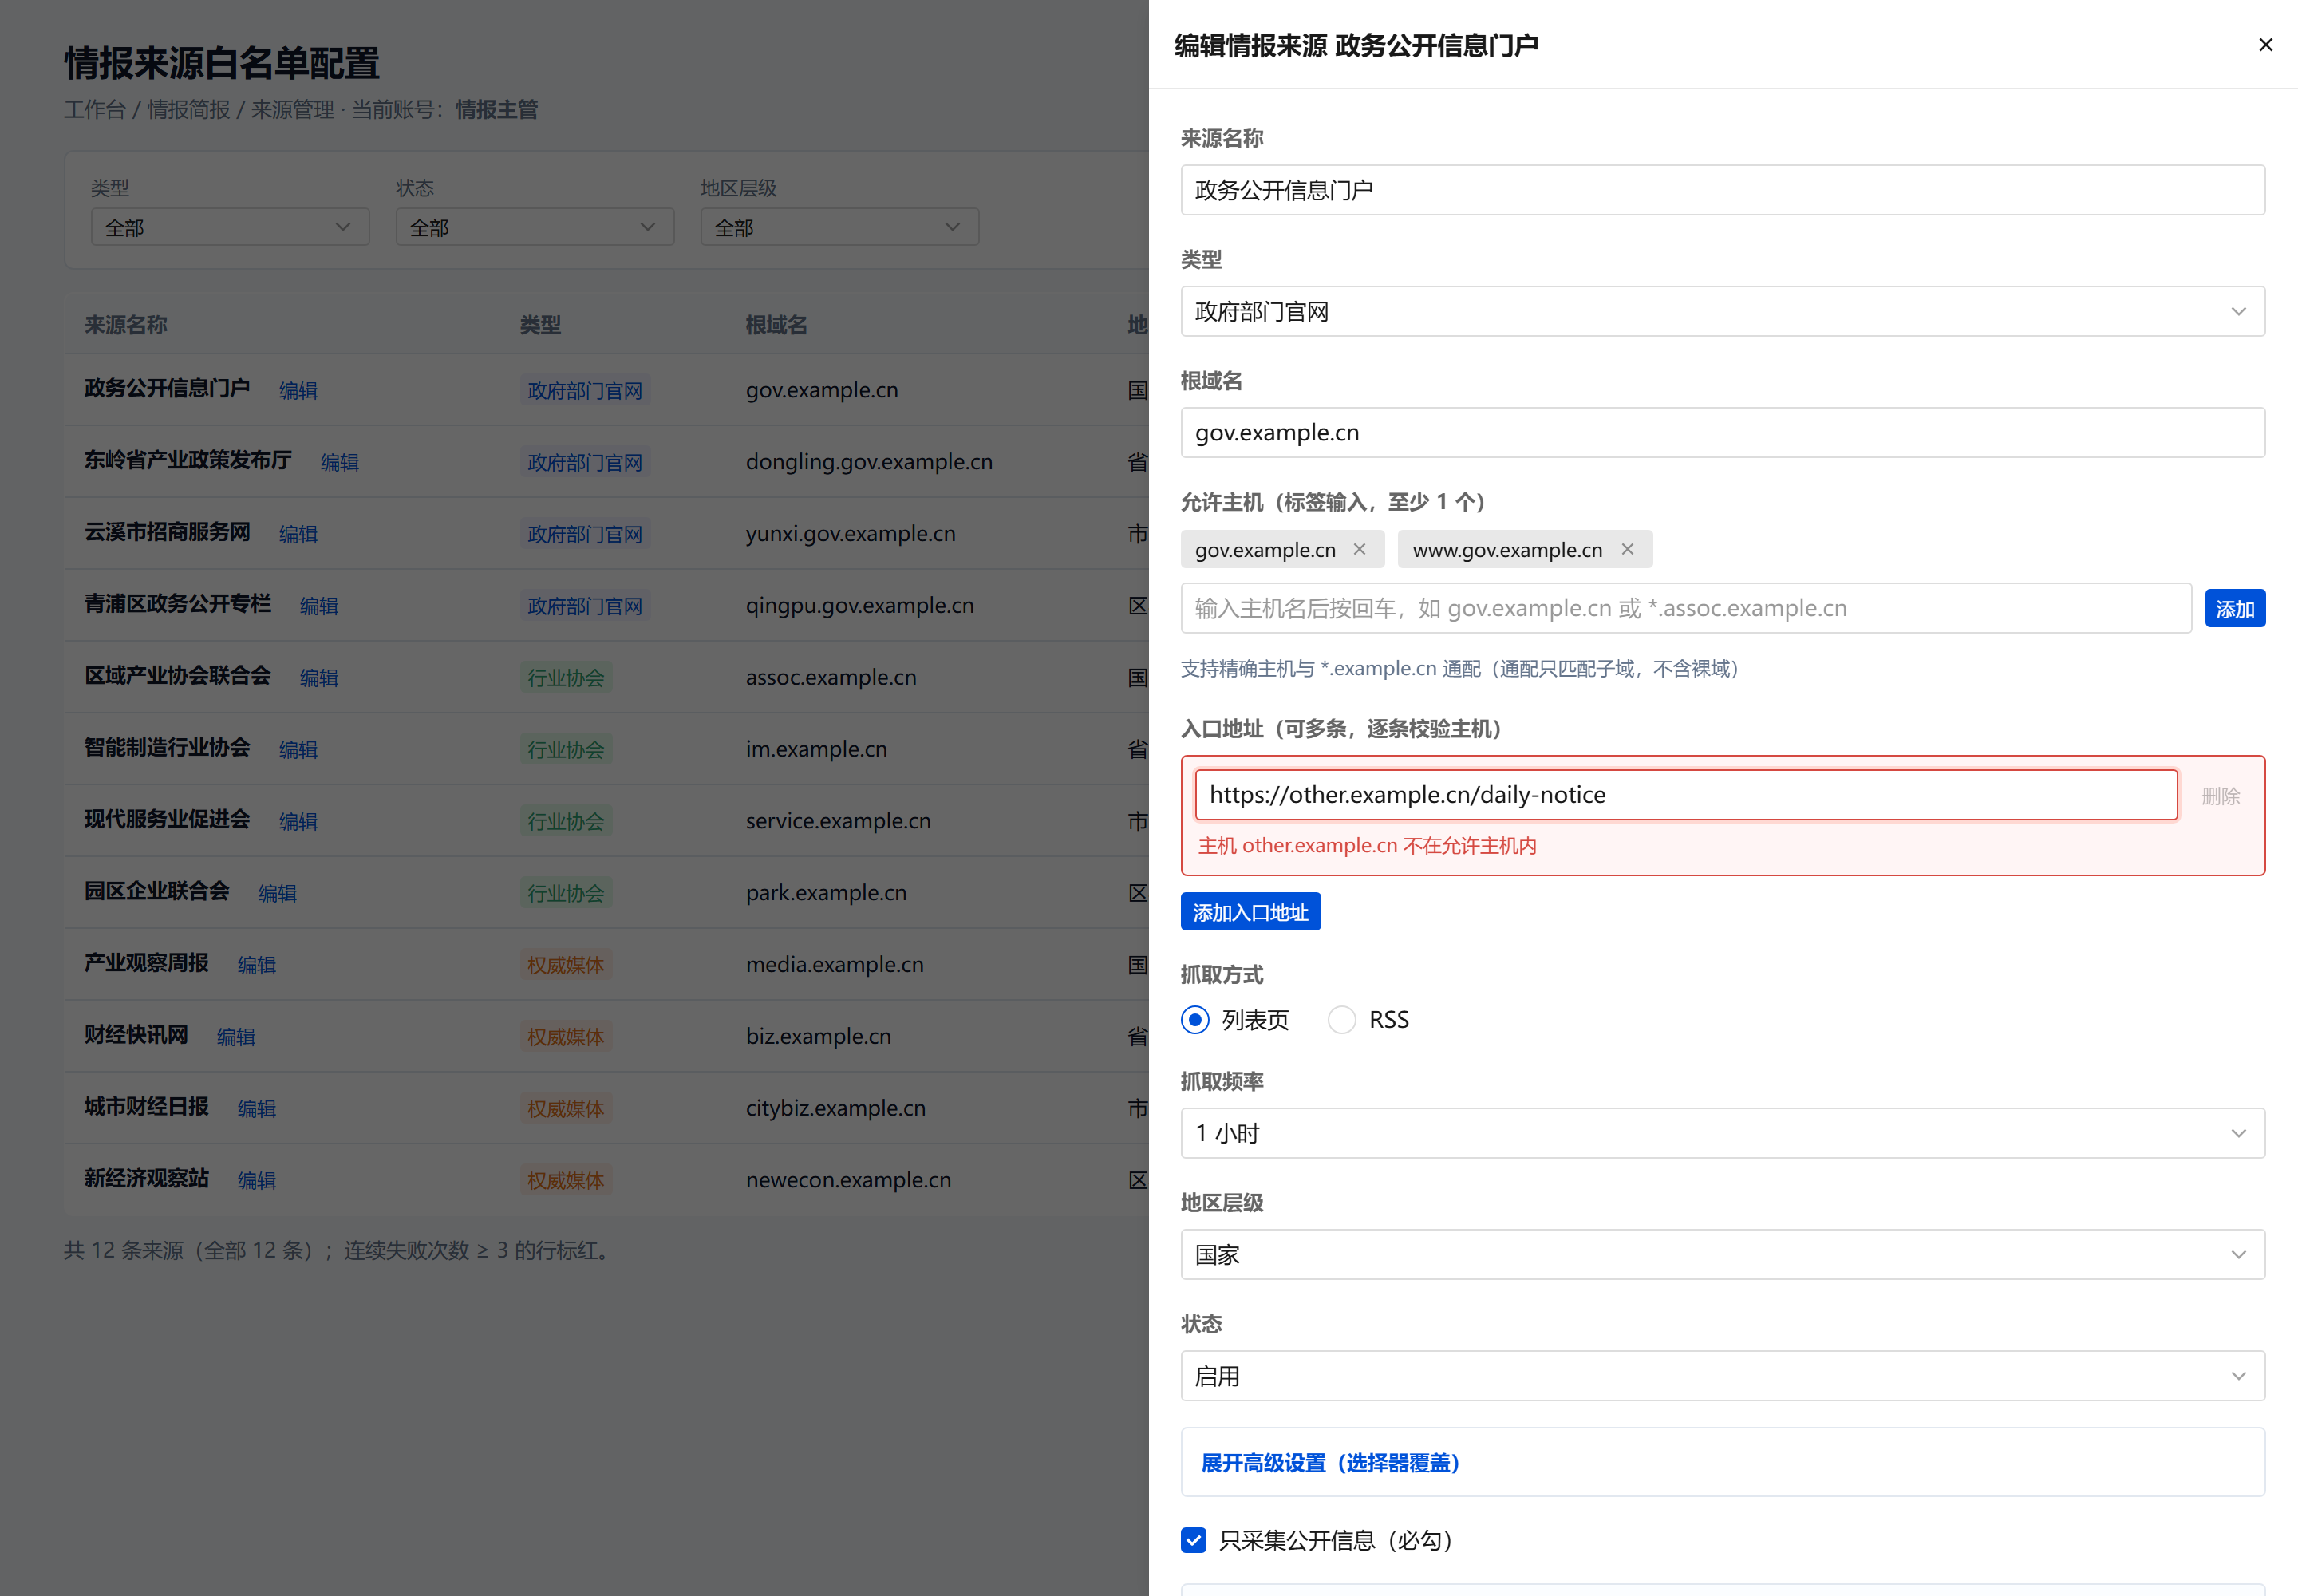 情报来源白名单配置
工作台 / 情报简报 / 来源管理 · 当前账号：情报主管
类型 状态 地区层级
全部 全部 全部
来源名称 类型 根域名 地
政务公开信息门户 编辑 政府部门官网 gov.example.cn 国
东岭省产业政策发布厅 编辑 政府部门官网 dongling.gov.example.cn 省
云溪市招商服务网 编辑 政府部门官网 yunxi.gov.example.cn 市
青浦区政务公开专栏 编辑 政府部门官网 qingpu.gov.example.cn 区
区域产业协会联合会 编辑 行业协会 assoc.example.cn 国
智能制造行业协会 编辑 行业协会 im.example.cn 省
现代服务业促进会 编辑 行业协会 service.example.cn 市
园区企业联合会 编辑 行业协会 park.example.cn 区
产业观察周报 编辑 权威媒体 media.example.cn 国
财经快讯网 编辑 权威媒体 biz.example.cn 省
城市财经日报 编辑 权威媒体 citybiz.example.cn 市
新经济观察站 编辑 权威媒体 newecon.example.cn 区
共 12 条来源（全部 12 条）；连续失败次数 ≥ 3 的行标红。
编辑情报来源 政务公开信息门户
来源名称
政务公开信息门户
类型
政府部门官网
根域名
gov.example.cn
允许主机（标签输入，至少 1 个）
gov.example.cn www.gov.example.cn
输入主机名后按回车，如 gov.example.cn 或 *.assoc.example.cn 添加
支持精确主机与 *.example.cn 通配（通配只匹配子域，不含裸域）
入口地址（可多条，逐条校验主机）
https://other.example.cn/daily-notice 删除
主机 other.example.cn 不在允许主机内
添加入口地址
抓取方式
列表页 RSS
抓取频率
1 小时
地区层级
国家
状态
启用
展开高级设置（选择器覆盖）
只采集公开信息（必勾）